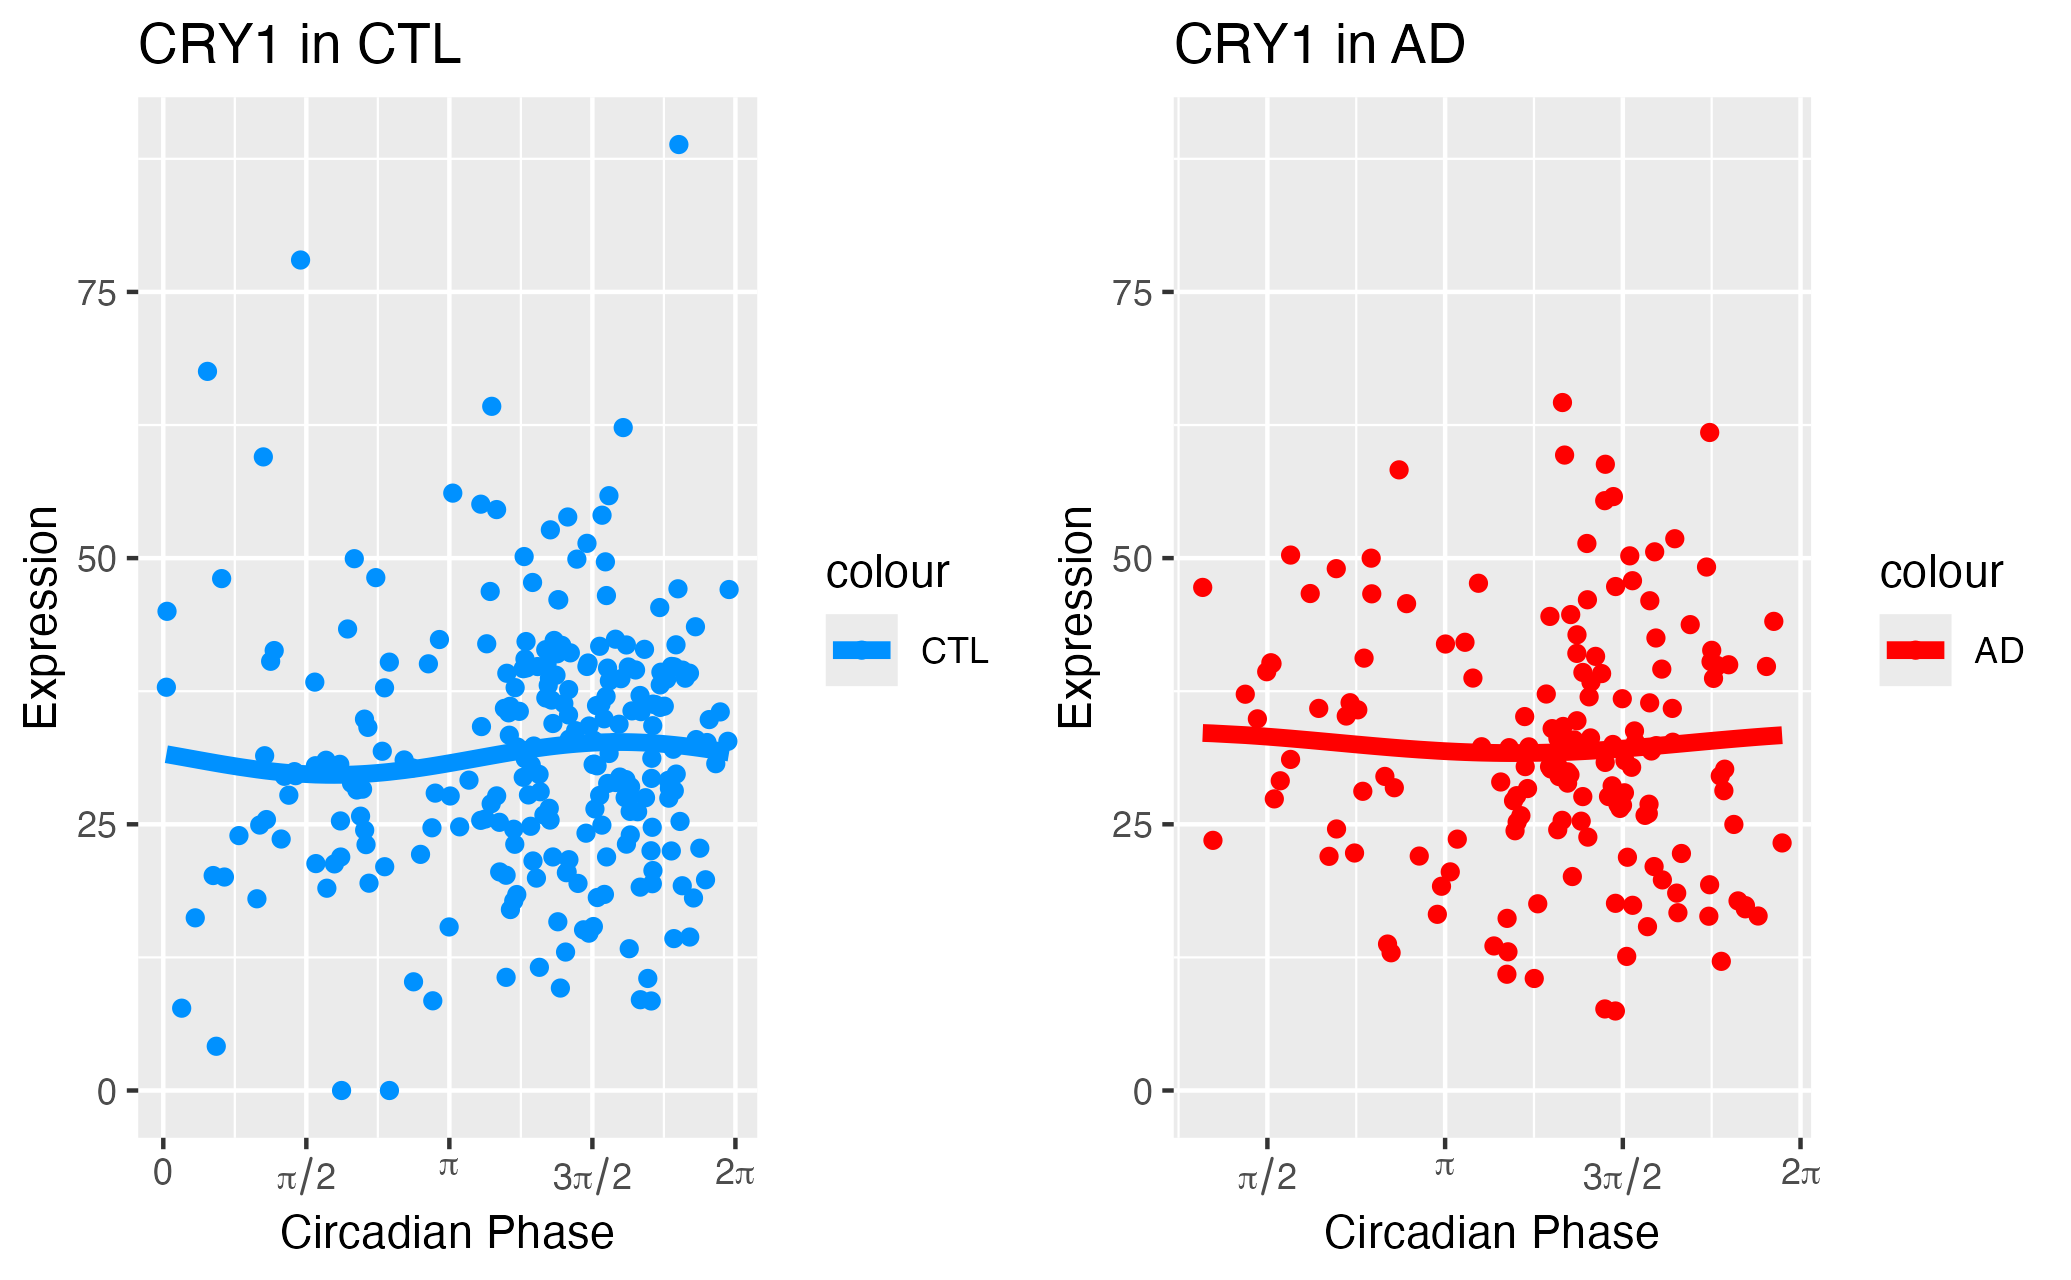 CRY1 in CTL
Expression
75
50
25
0
0 π/2 π 3π/2 2π
Circadian Phase
colour
CTL
CRY1 in AD
Expression
75
50
25
0
π/2 π 3π/2 2π
Circadian Phase
colour
AD